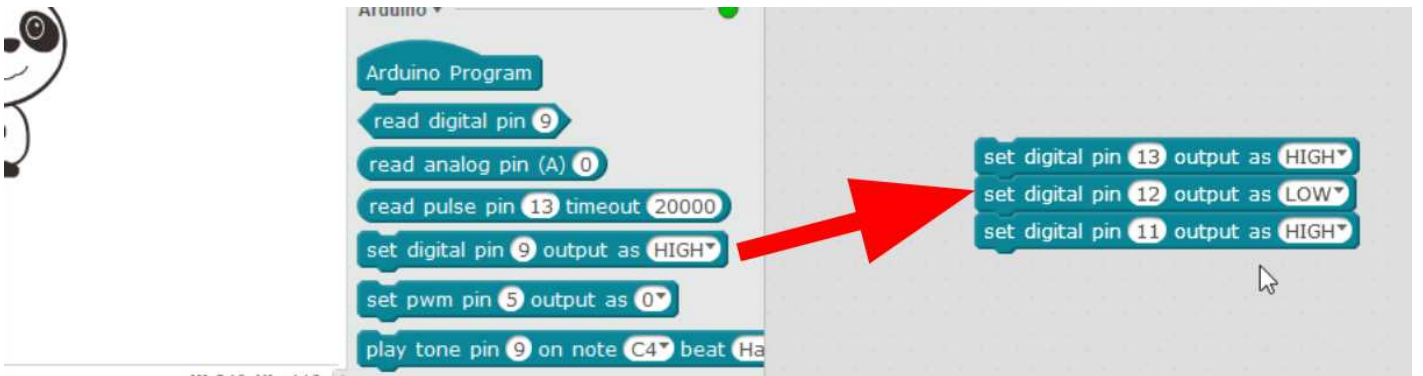 Arduino
Arduino Program
read digital pin 9
read analog pin (A) 0
read pulse pin 13 timeout 20000
set digital pin 9 output as HIGH
set pwm pin 5 output as 0
play tone pin 9 on note C4 beat Ha
set digital pin 13 output as HIGH
set digital pin 12 output as LOW
set digital pin 11 output as HIGH